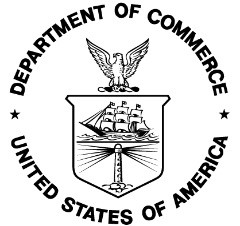 DEPARTMENT OF COMMERCE
UNITED STATES OF AMERICA